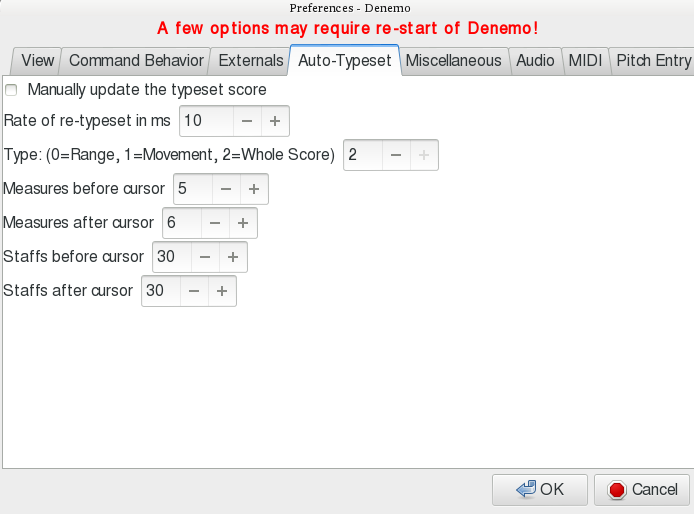 Preferences - Denemo
A few options may require re-start of Denemo!
View Command Behavior Externals Auto-Typeset Miscellaneous Audio MIDI Pitch Entry
Manually update the typeset score
Rate of re-typeset in ms 10
Type: (0=Range, 1=Movement, 2=Whole Score) 2
Measures before cursor 5
Measures after cursor 6
Staffs before cursor 30
Staffs after cursor 30
OK Cancel